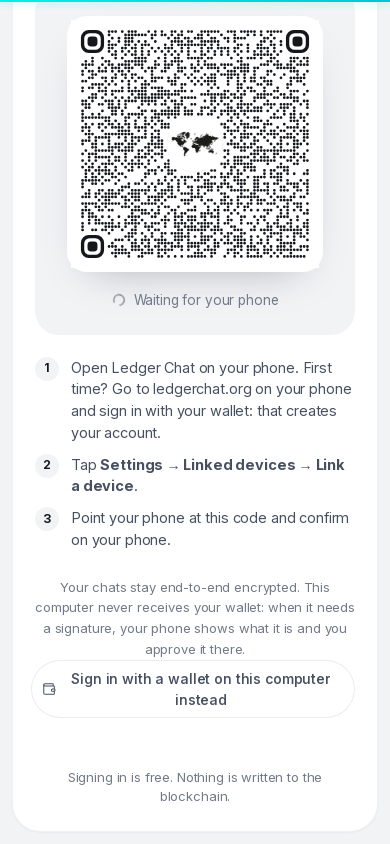 Waiting for your phone
1
Open Ledger Chat on your phone. First
time? Go to ledgerchat.org on your phone
and sign in with your wallet: that creates
your account.
2
Tap Settings → Linked devices → Link
a device.
3
Point your phone at this code and confirm
on your phone.
Your chats stay end-to-end encrypted. This
computer never receives your wallet: when it needs
a signature, your phone shows what it is and you
approve it there.
Sign in with a wallet on this computer
instead
Signing in is free. Nothing is written to the
blockchain.